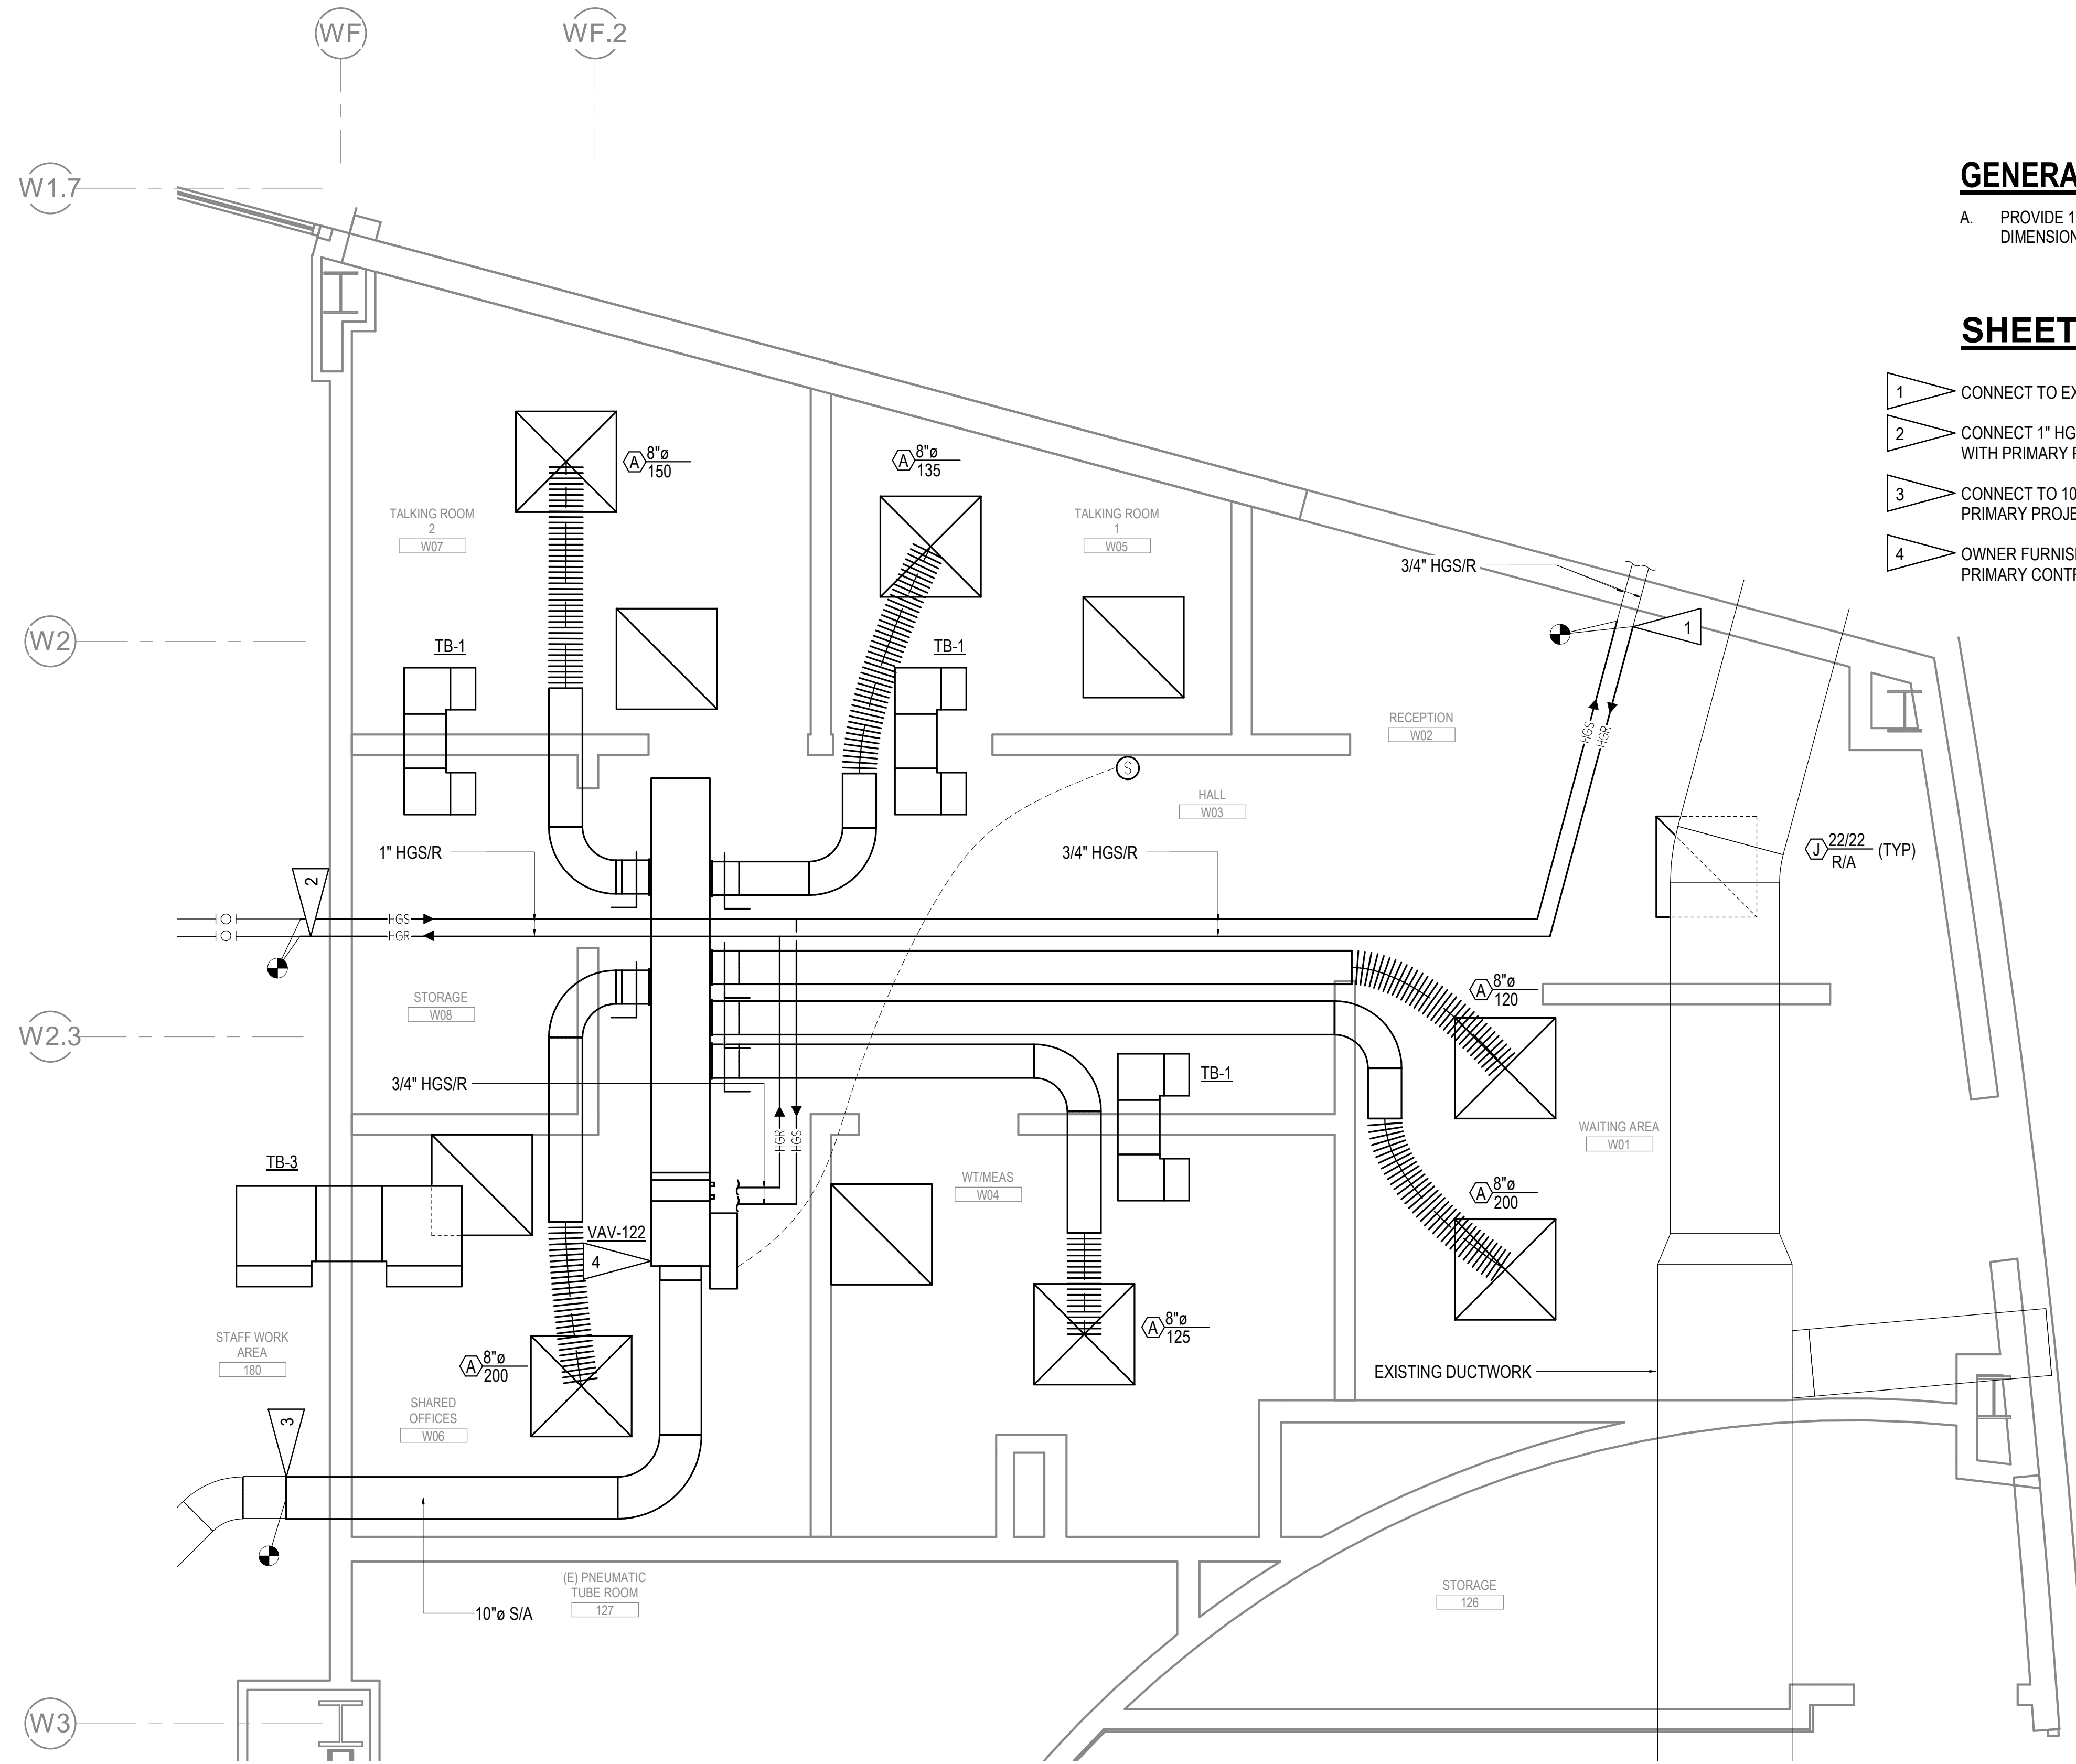 WF
WF.2
W1.7
GENERA
A. PROVIDE 1
DIMENSION
SHEET
1 CONNECT TO EX
2 CONNECT 1" HG
WITH PRIMARY
3 CONNECT TO 10
PRIMARY PROJE
4 OWNER FURNIS
PRIMARY CONT
A 8"ø
150
A 8"ø
135
TALKING ROOM
2
W07
TALKING ROOM
1
W05
3/4" HGS/R
1
W2
TB-1
TB-1
RECEPTION
W02
HGS
HGR
S
HALL
W03
1" HGS/R
3/4" HGS/R
J 22/22 (TYP)
R/A
2
HGS
HGR
STORAGE
W08
A 8"ø
120
W2.3
3/4" HGS/R
TB-1
WAITING AREA
W01
HGR
HGS
TB-3
WT/MEAS
W04
A 8"ø
200
VAV-122
4
A 8"ø
125
STAFF WORK
AREA
180
A 8"ø
200
EXISTING DUCTWORK
SHARED
OFFICES
W06
3
(E) PNEUMATIC
TUBE ROOM
127
10"ø S/A
STORAGE
126
W3